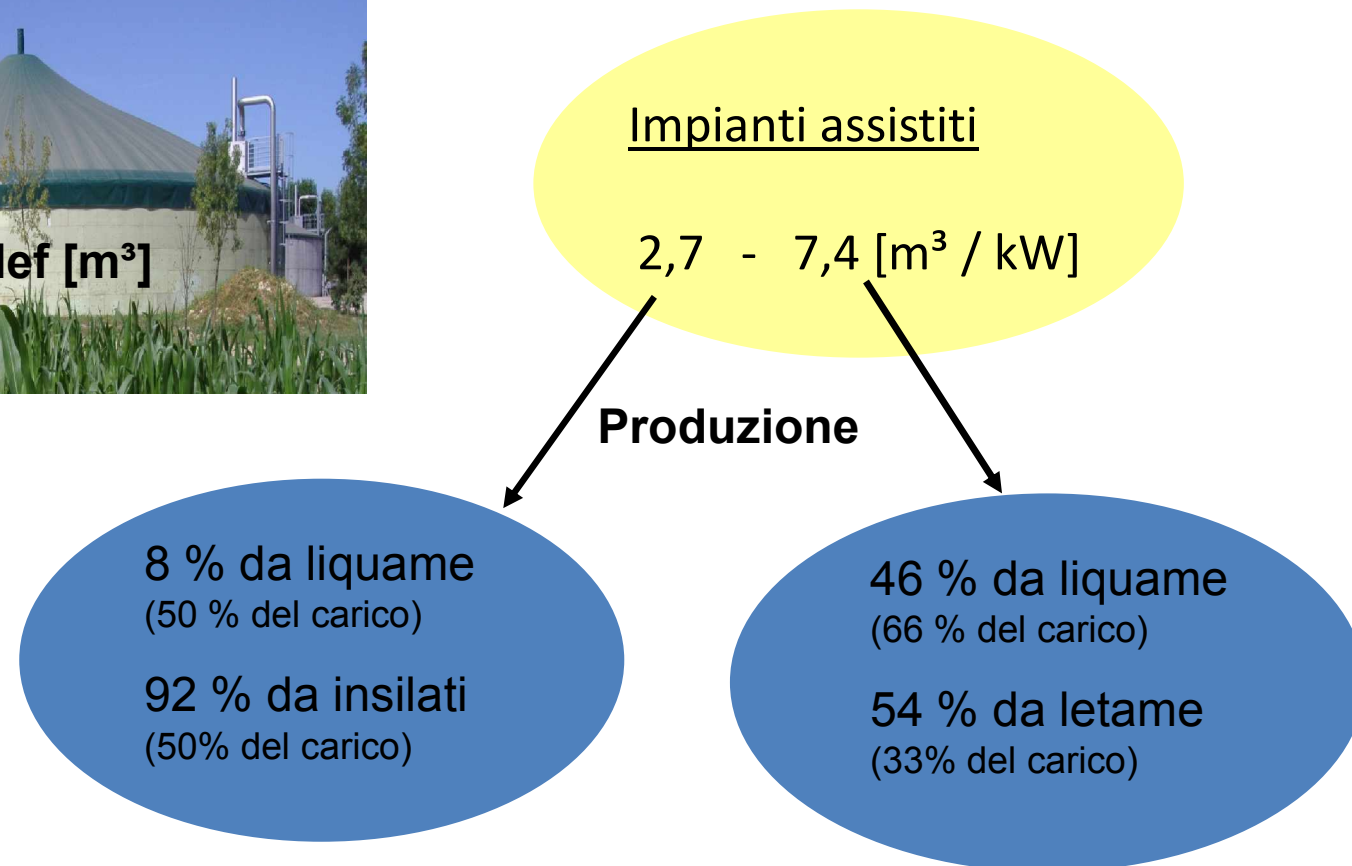 Impianti assistiti
2,7 - 7,4 [m³ / kW]
[m³]
Produzione
8 % da liquame
(50 % del carico)
92 % da insilati
(50% del carico)
46 % da liquame
(66 % del carico)
54 % da letame
(33% del carico)